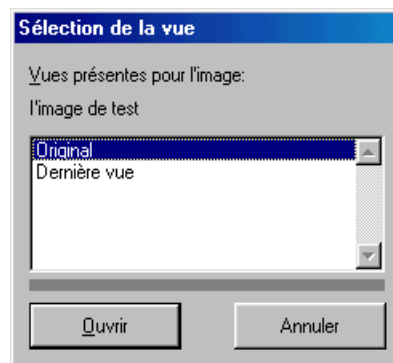 Sélection de la vue
Vues présentes pour l'image:
l'image de test
Original
Dernière vue
Ouvrir
Annuler